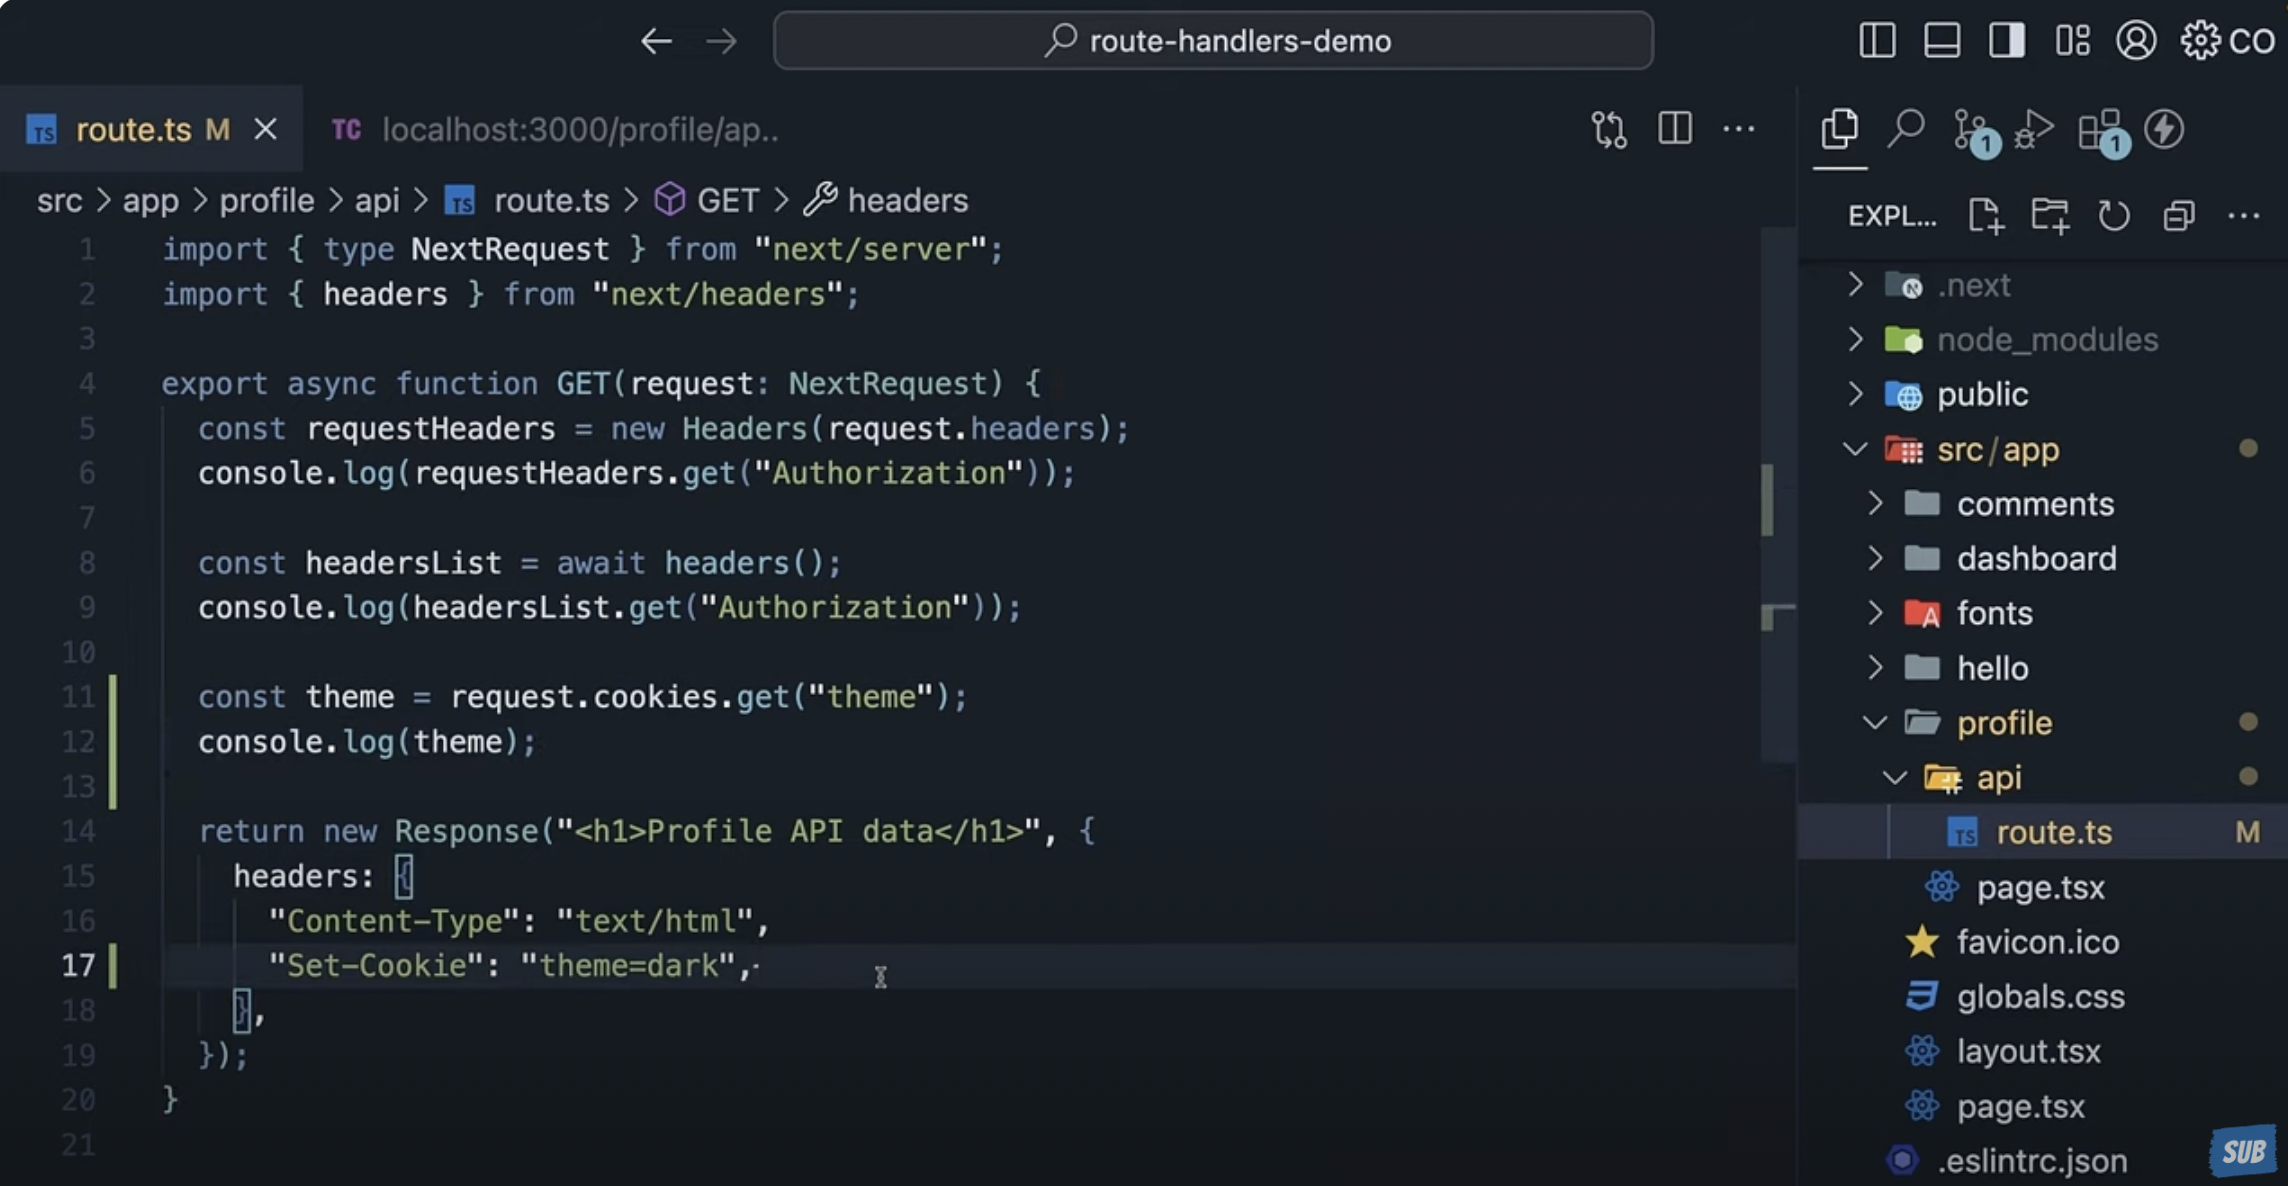 route-handlers-demo
CO
TS route.ts M
TC localhost:3000/profile/ap..
src > app > profile > api > TS route.ts > GET > headers
1 import { type NextRequest } from "next/server";
2 import { headers } from "next/headers";
3
4 export async function GET(request: NextRequest) {
5 const requestHeaders = new Headers(request.headers);
6 console.log(requestHeaders.get("Authorization"));
7
8 const headersList = await headers();
9 console.log(headersList.get("Authorization"));
10
11 const theme = request.cookies.get("theme");
12 console.log(theme);
13
14 return new Response("<h1>Profile API data</h1>", {
15 headers: {
16 "Content-Type": "text/html",
17 "Set-Cookie": "theme=dark",
18 },
19 });
20 }
21
1
1
EXPL...
.next
node_modules
public
src/app
comments
dashboard
fonts
hello
profile
api
TS route.ts M
page.tsx
favicon.ico
globals.css
layout.tsx
page.tsx
.eslintrc.json
SUB